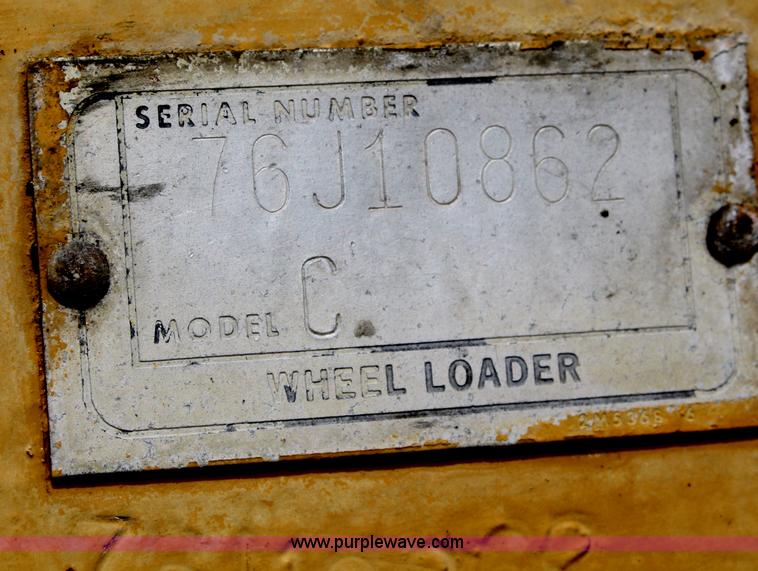 SERIAL NUMBER
76J10862
MODEL C
WHEEL LOADER
www.purplewave.com